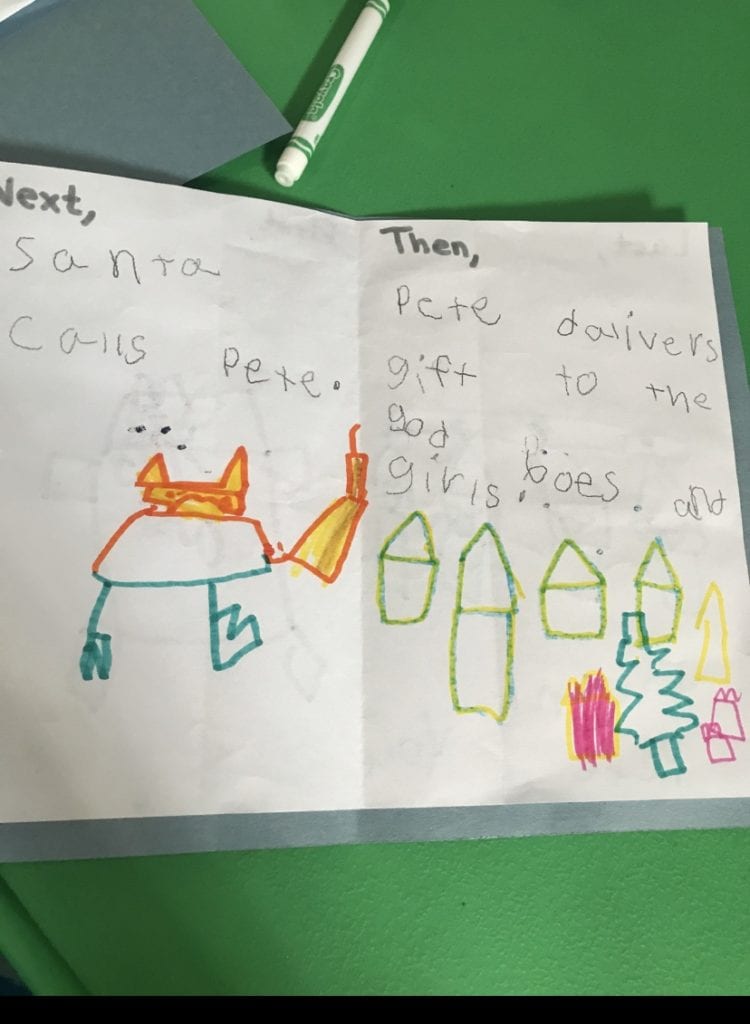 Next,
Santa
Calls Pete.
Then,
Pete dalivers
gift to the
god
girls. boes. and
Crayola